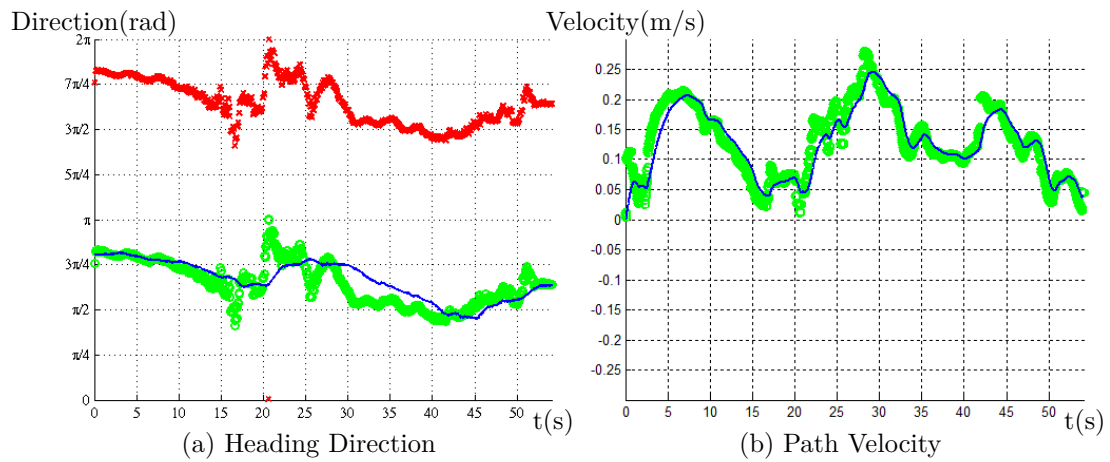 Direction(rad)
2π
7π/4
3π/2
5π/4
π
3π/4
π/2
π/4
0
0 5 10 15 20 25 30 35 40 45 50
t(s)
(a) Heading Direction
Velocity(m/s)
0.25
0.2
0.15
0.1
0.05
0
-0.05
-0.1
-0.15
-0.2
-0.25
0 5 10 15 20 25 30 35 40 45 50
t(s)
(b) Path Velocity